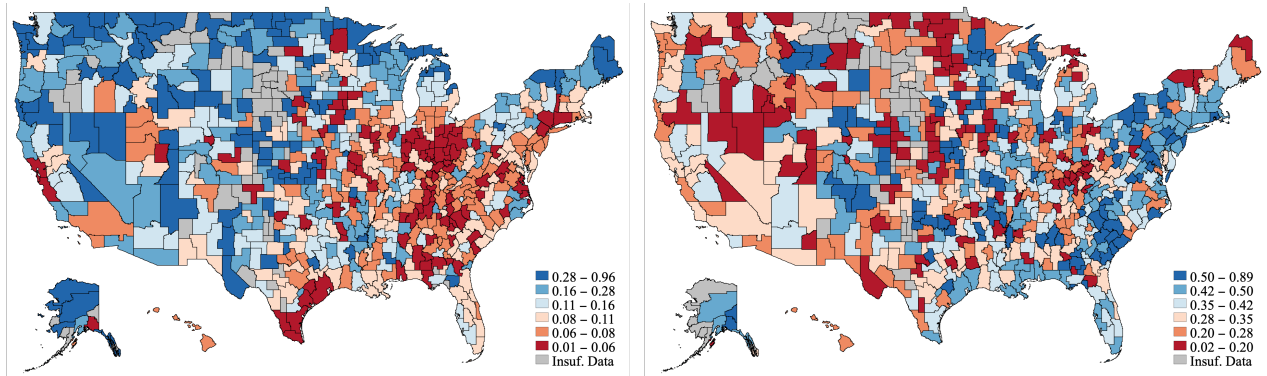 0.28 – 0.96
0.16 – 0.28
0.11 – 0.16
0.08 – 0.11
0.06 – 0.08
0.01 – 0.06
Insuf. Data
0.50 – 0.89
0.42 – 0.50
0.35 – 0.42
0.28 – 0.35
0.20 – 0.28
0.02 – 0.20
Insuf. Data